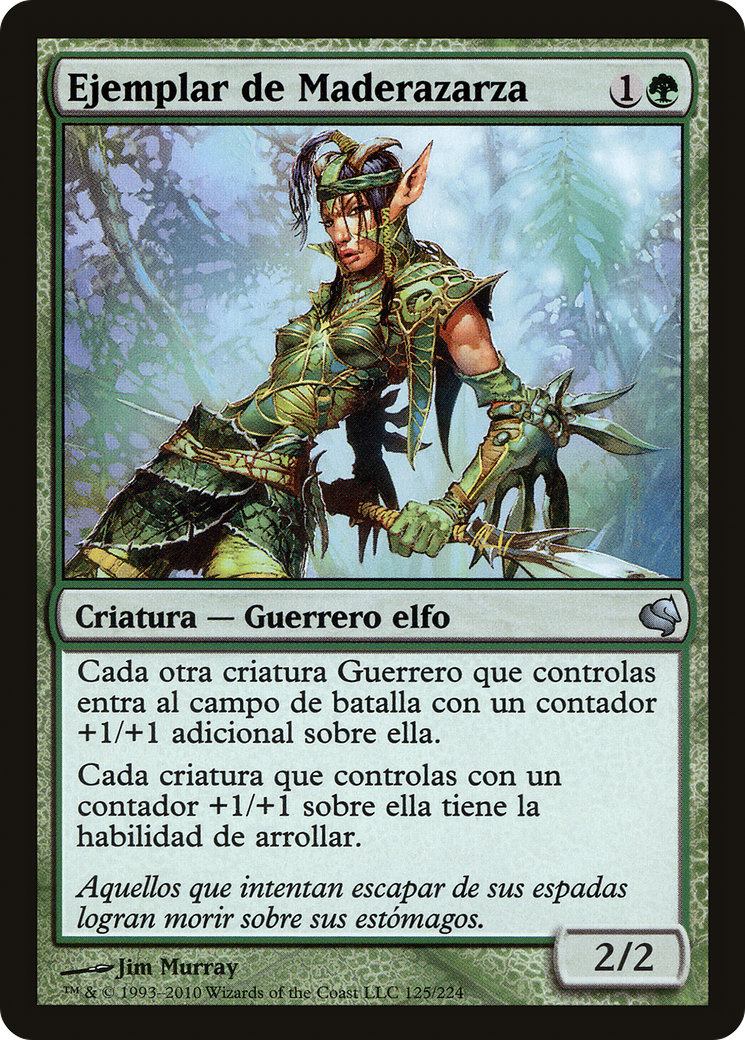 Ejemplar de Maderazarza 1
Criatura — Guerrero elfo
Cada otra criatura Guerrero que controlas
entra al campo de batalla con un contador
+1/+1 adicional sobre ella.
Cada criatura que controlas con un
contador +1/+1 sobre ella tiene la
habilidad de arrollar.
Aquellos que intentan escapar de sus espadas
logran morir sobre sus estómagos.
2/2
Jim Murray
™ & © 1993–2010 Wizards of the Coast LLC 125/224